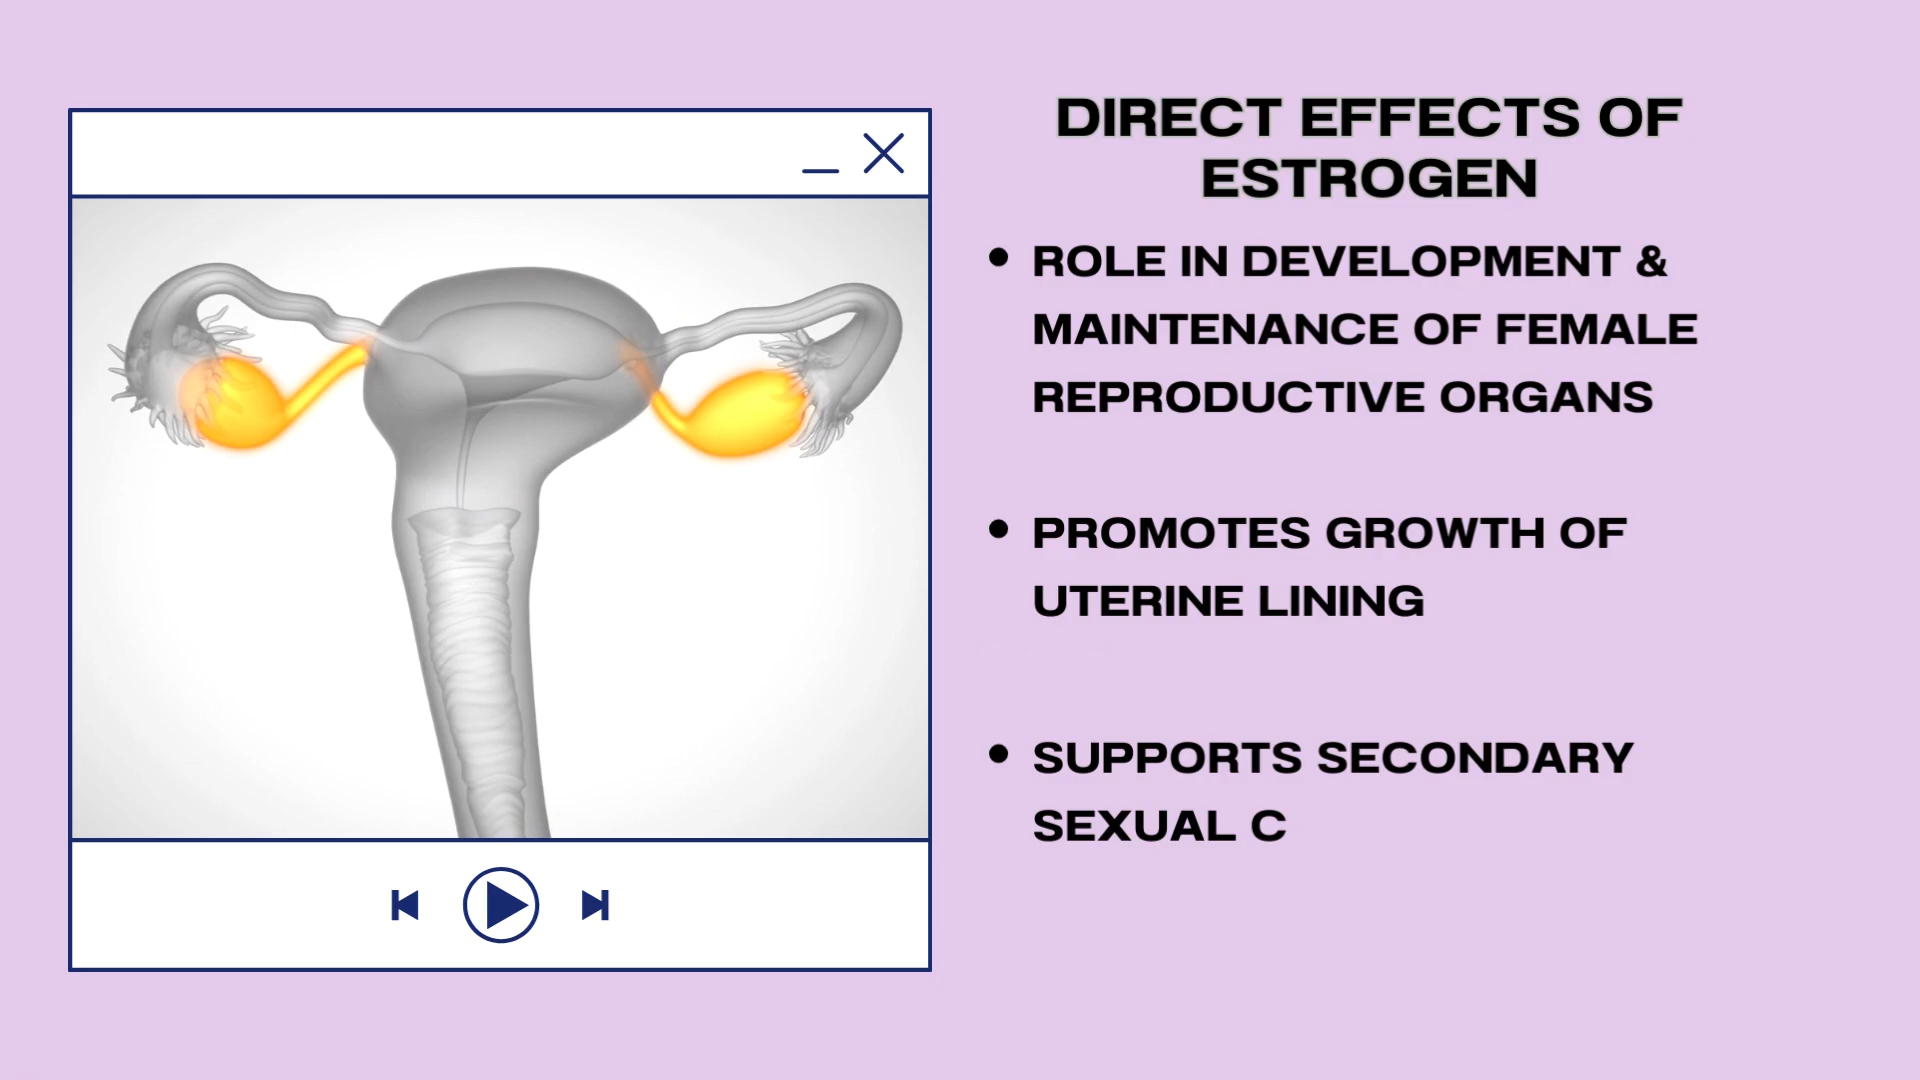 DIRECT EFFECTS OF
ESTROGEN
• ROLE IN DEVELOPMENT &
MAINTENANCE OF FEMALE
REPRODUCTIVE ORGANS
• PROMOTES GROWTH OF
UTERINE LINING
• SUPPORTS SECONDARY
SEXUAL C